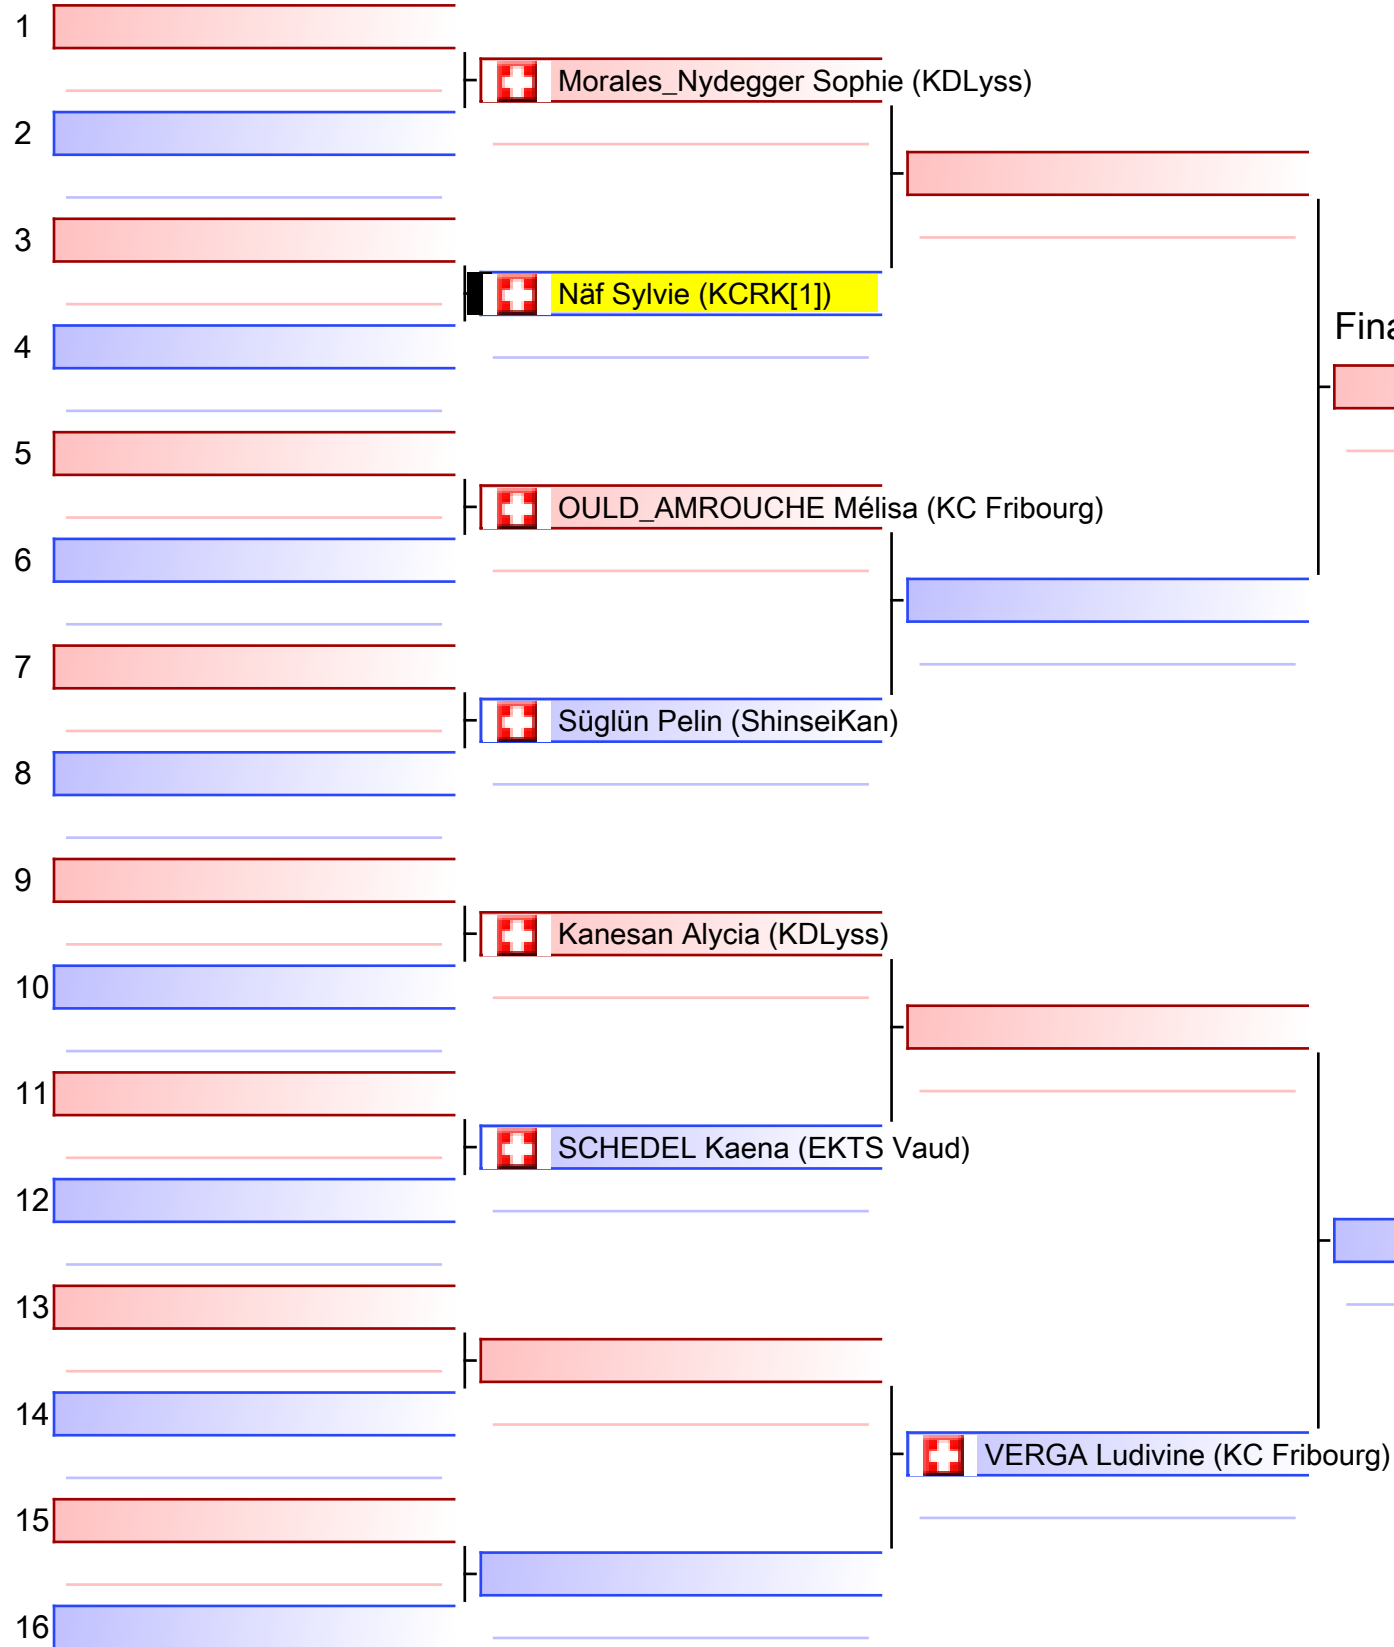 1
Morales_Nydegger Sophie (KDLyss)
2
3
Näf Sylvie (KCRK[1])
4
Fina
5
OULD_AMROUCHE Mélisa (KC Fribourg)
6
7
Süglün Pelin (ShinseiKan)
8
9
Kanesan Alycia (KDLyss)
10
11
SCHEDEL Kaena (EKTS Vaud)
12
13
14
VERGA Ludivine (KC Fribourg)
15
16